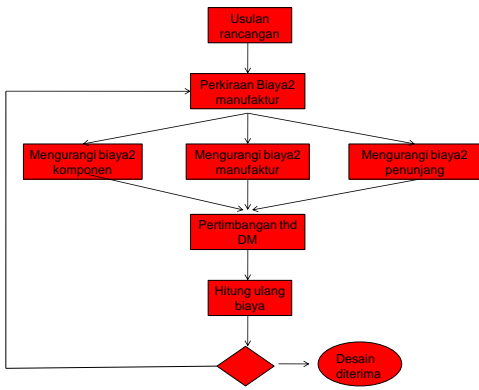 Usulan
rancangan
Perkiraan Biaya2
manufaktur
Mengurangi biaya2
komponen
Mengurangi biaya2
manufaktur
Mengurangi biaya2
penunjang
Pertimbangan thd
DM
Hitung ulang
biaya
Desain
diterima